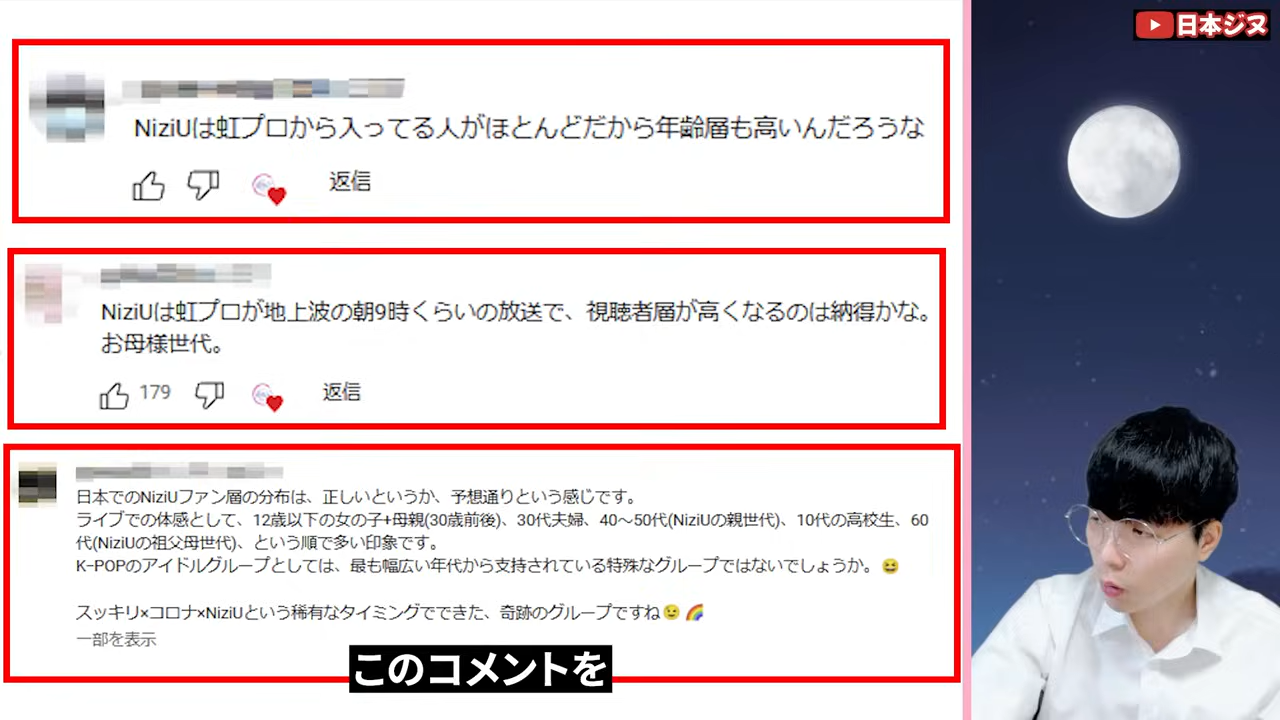 日本ジヌ
NiziUは虹プロから入ってる人がほとんどだから年齢層も高いんだろうな
返信
NiziUは虹プロが地上波の朝9時くらいの放送で、視聴者層が高くなるのは納得かな。
お母様世代。
179
返信
日本でのNiziUファン層の分布は、正しいというか、予想通りという感じです。
ライブでの体感として、12歳以下の女の子+母親(30歳前後)、30代夫婦、40〜50代(NiziUの親世代)、10代の高校生、60
代(NiziUの祖父母世代)、という順で多い印象です。
K-POPのアイドルグループとしては、最も幅広い年代から支持されている特殊なグループではないでしょうか。😆
スッキリ×コロナ×NiziUという稀有なタイミングでできた、奇跡のグループですね😉🌈
一部を表示
このコメントを